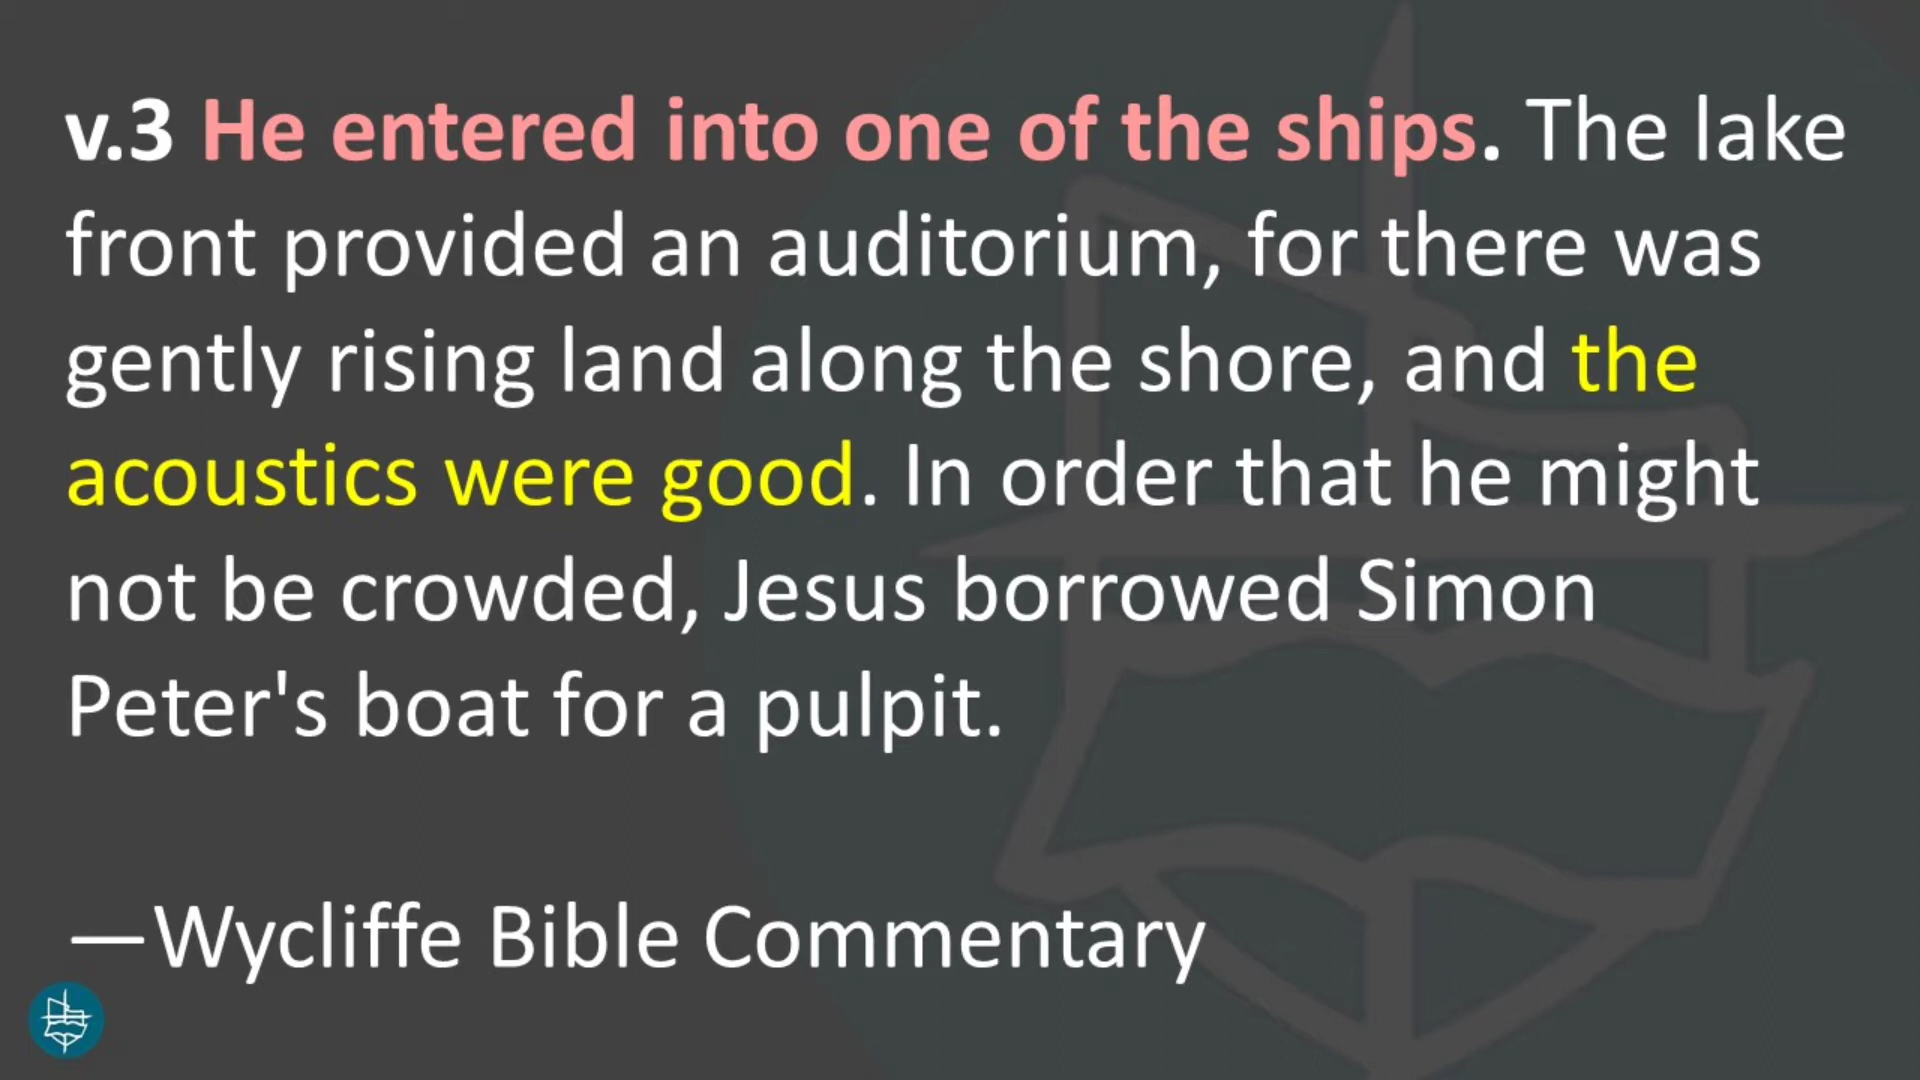 v.3 He entered into one of the ships. The lake
front provided an auditorium, for there was
gently rising land along the shore, and the
acoustics were good. In order that he might
not be crowded, Jesus borrowed Simon
Peter's boat for a pulpit.
—Wycliffe Bible Commentary